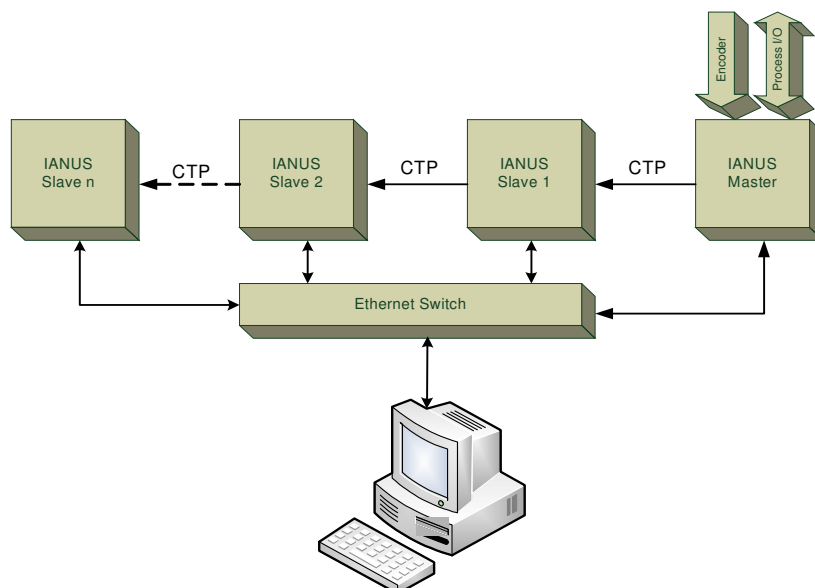 Encoder
Process I/O
IANUS
Slave n
CTP
IANUS
Slave 2
CTP
IANUS
Slave 1
CTP
IANUS
Master
Ethernet Switch